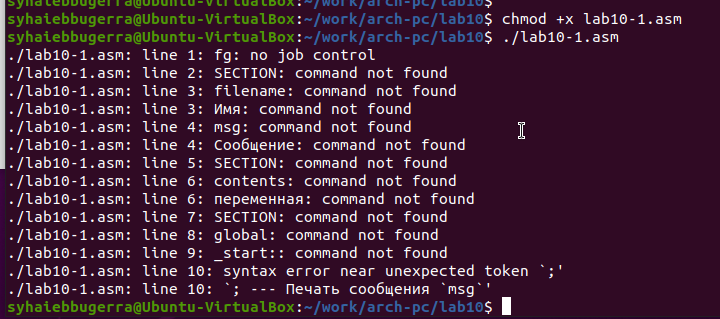 syhaiebbugerra@Ubuntu-VirtualBox:~/work/arch-pc/lab10$
syhaiebbugerra@Ubuntu-VirtualBox:~/work/arch-pc/lab10$ chmod +x lab10-1.asm
syhaiebbugerra@Ubuntu-VirtualBox:~/work/arch-pc/lab10$ ./lab10-1.asm
./lab10-1.asm: line 1: fg: no job control
./lab10-1.asm: line 2: SECTION: command not found
./lab10-1.asm: line 3: filename: command not found
./lab10-1.asm: line 3: Имя: command not found
./lab10-1.asm: line 4: msg: command not found
./lab10-1.asm: line 4: Сообщение: command not found
./lab10-1.asm: line 5: SECTION: command not found
./lab10-1.asm: line 6: contents: command not found
./lab10-1.asm: line 6: переменная: command not found
./lab10-1.asm: line 7: SECTION: command not found
./lab10-1.asm: line 8: global: command not found
./lab10-1.asm: line 9: _start:: command not found
./lab10-1.asm: line 10: syntax error near unexpected token `;'
./lab10-1.asm: line 10: `; --- Печать сообщения `msg`'
syhaiebbugerra@Ubuntu-VirtualBox:~/work/arch-pc/lab10$